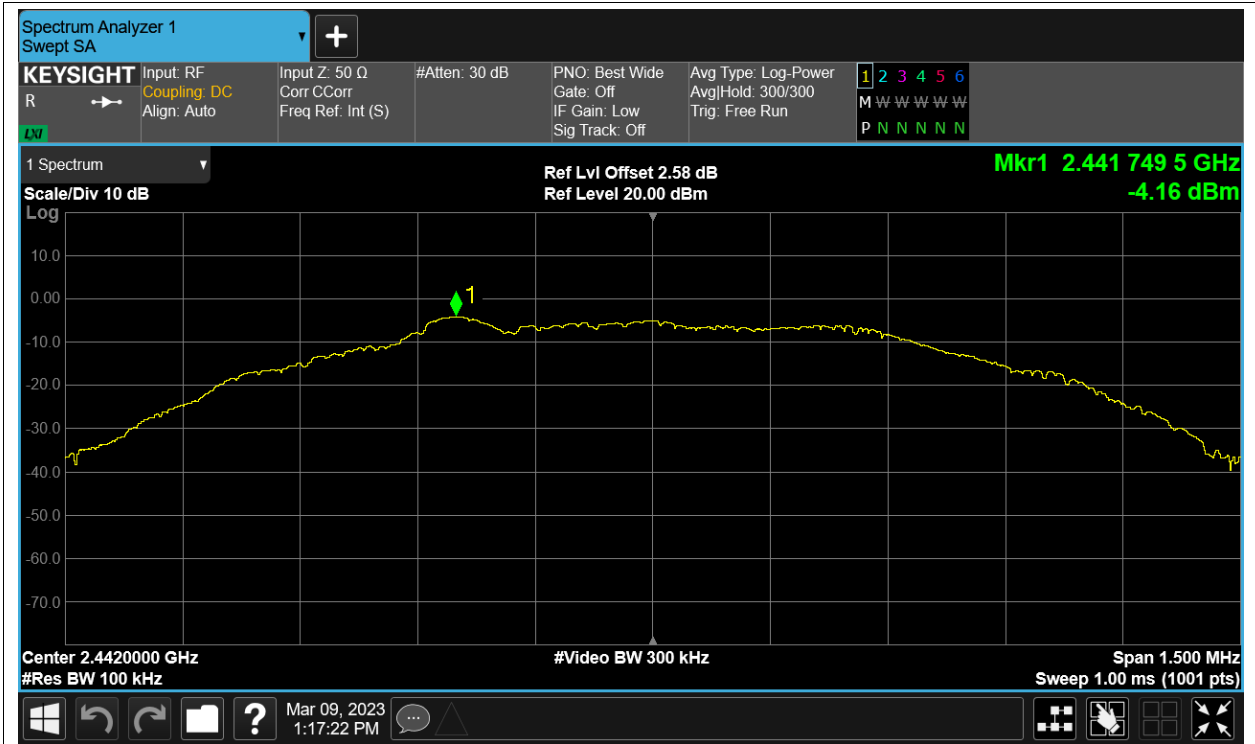 Spectrum Analyzer 1
Swept SA
+
KEYSIGHT
R
LXI
Input: RF
Coupling: DC
Align: Auto
Input Z: 50 Ω
Corr CCorr
Freq Ref: Int (S)
#Atten: 30 dB
PNO: Best Wide
Gate: Off
IF Gain: Low
Sig Track: Off
Avg Type: Log-Power
Avg|Hold: 300/300
Trig: Free Run
1 2 3 4 5 6
M W W W W W W
P N N N N N N
1 Spectrum
Scale/Div 10 dB
Log
Ref Lvl Offset 2.58 dB
Ref Level 20.00 dBm
Mkr1 2.441 749 5 GHz
-4.16 dBm
1
10.0
0.00
-10.0
-20.0
-30.0
-40.0
-50.0
-60.0
-70.0
Center 2.4420000 GHz
#Res BW 100 kHz
#Video BW 300 kHz
Span 1.500 MHz
Sweep 1.00 ms (1001 pts)
?
Mar 09, 2023
1:17:22 PM